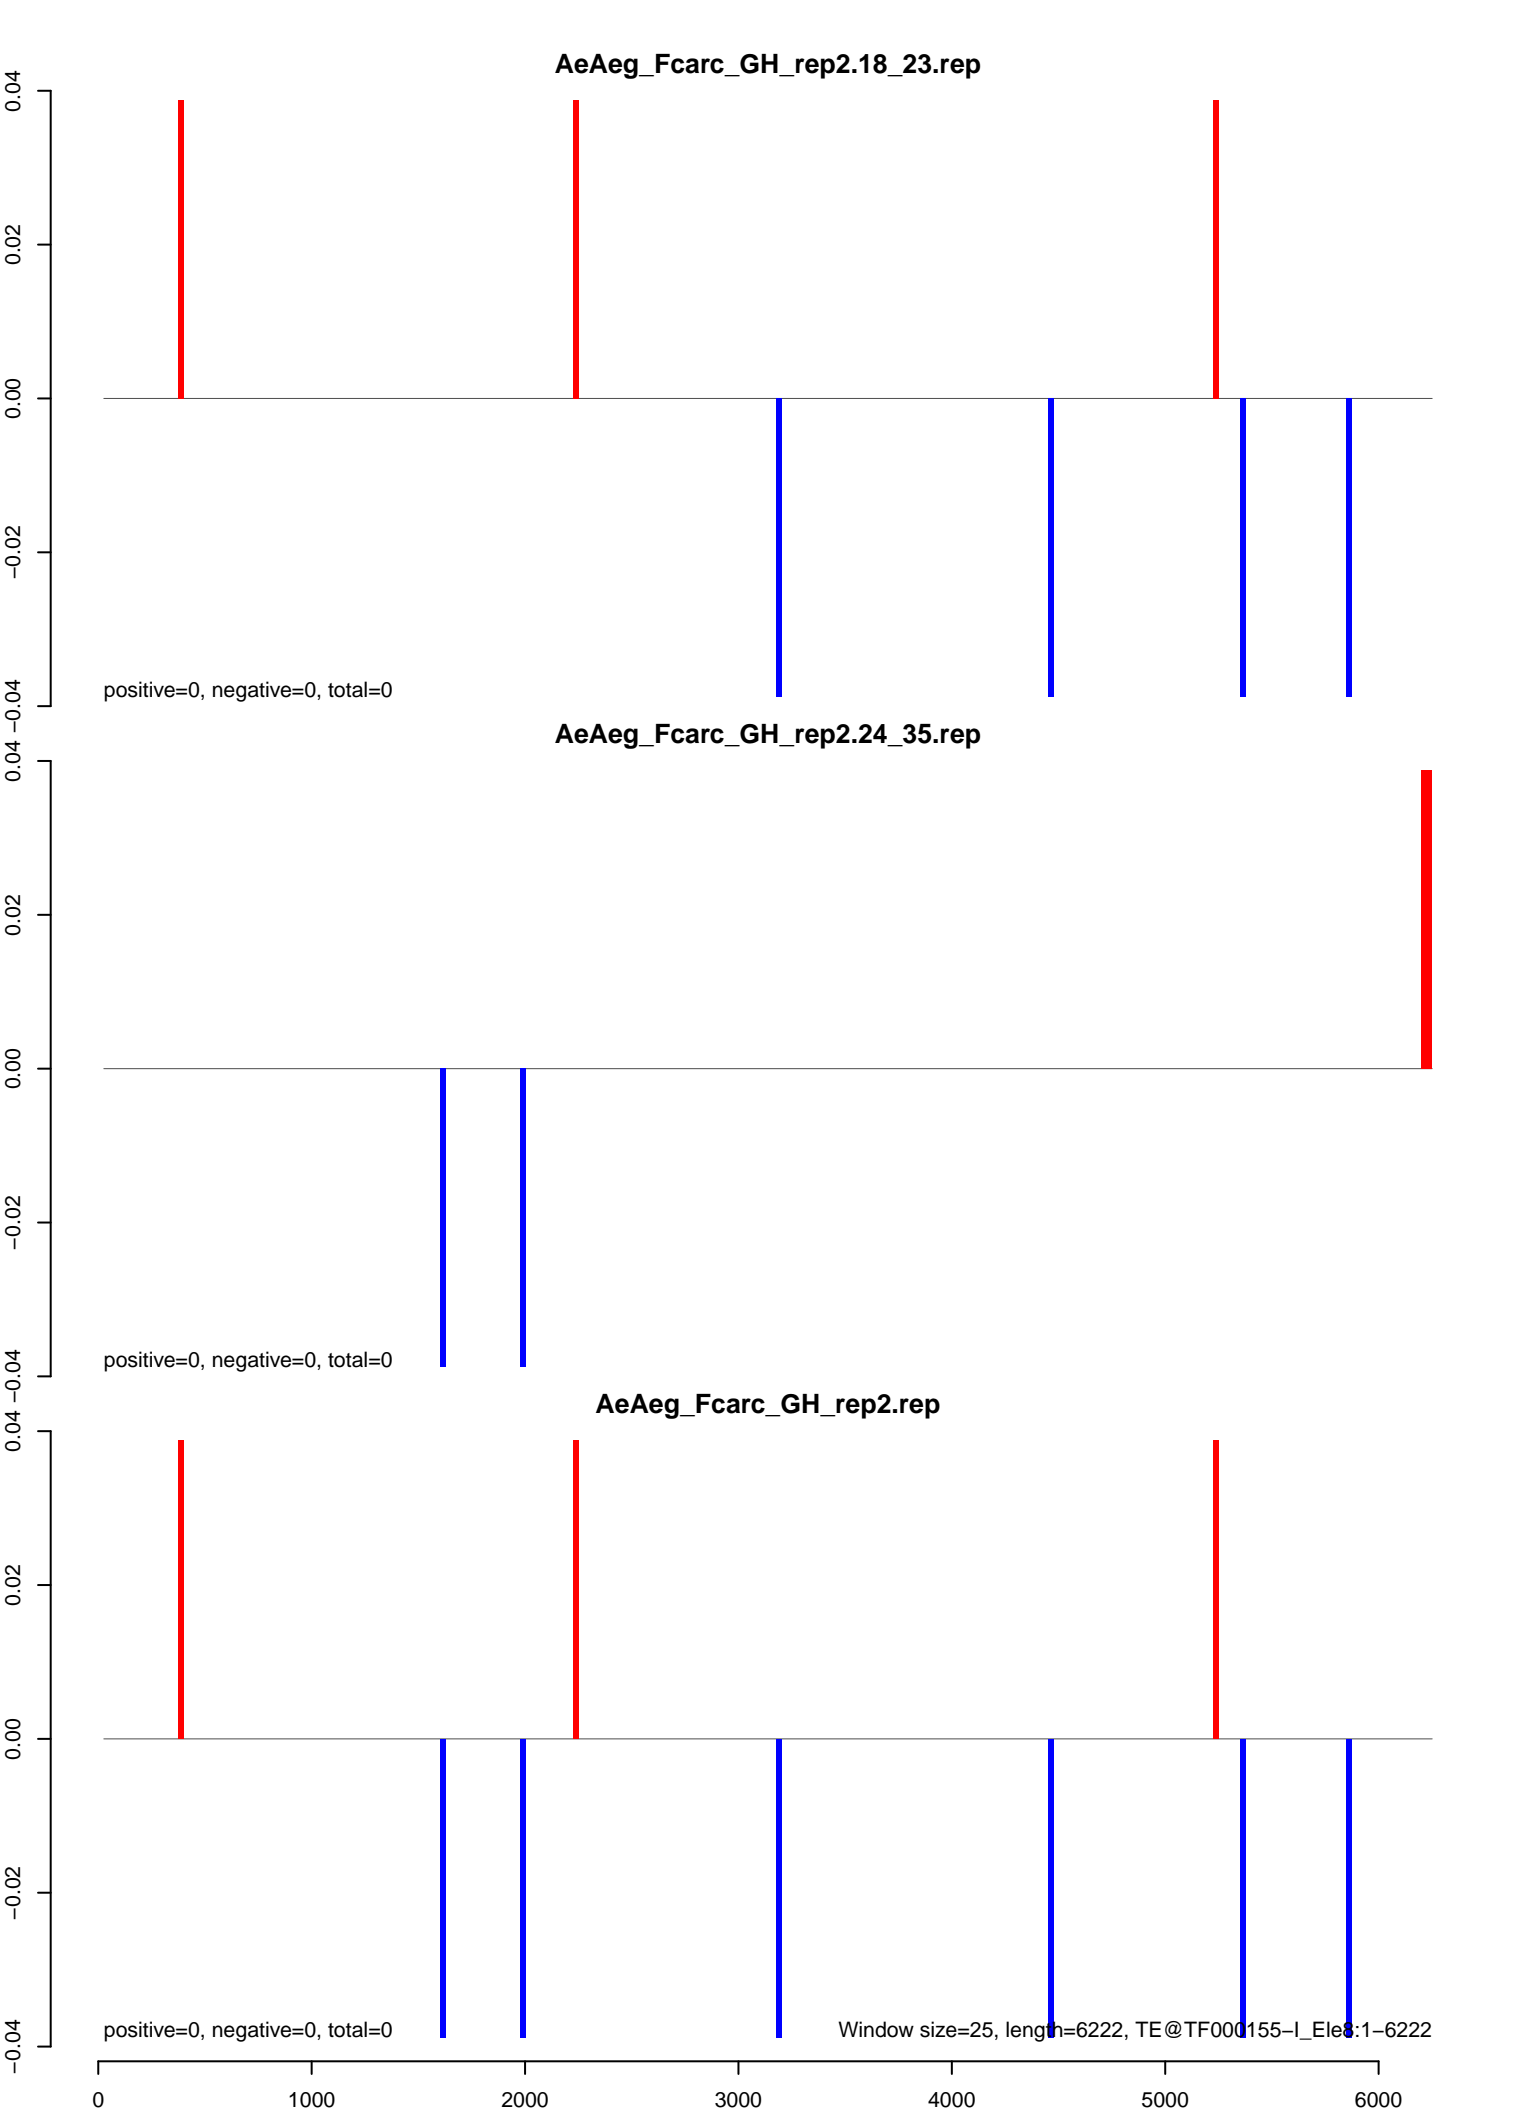 AeAeg_Fcarc_GH_rep2.18_23.rep
0.04
0.02
0.00
−0.02
−0.04
positive=0, negative=0, total=0
AeAeg_Fcarc_GH_rep2.24_35.rep
0.04
0.02
0.00
−0.02
−0.04
positive=0, negative=0, total=0
AeAeg_Fcarc_GH_rep2.rep
0.04
0.02
0.00
−0.02
−0.04
positive=0, negative=0, total=0
Window size=25, length=6222, TE@TF000155−I_Ele8:1−6222
0 1000 2000 3000 4000 5000 6000